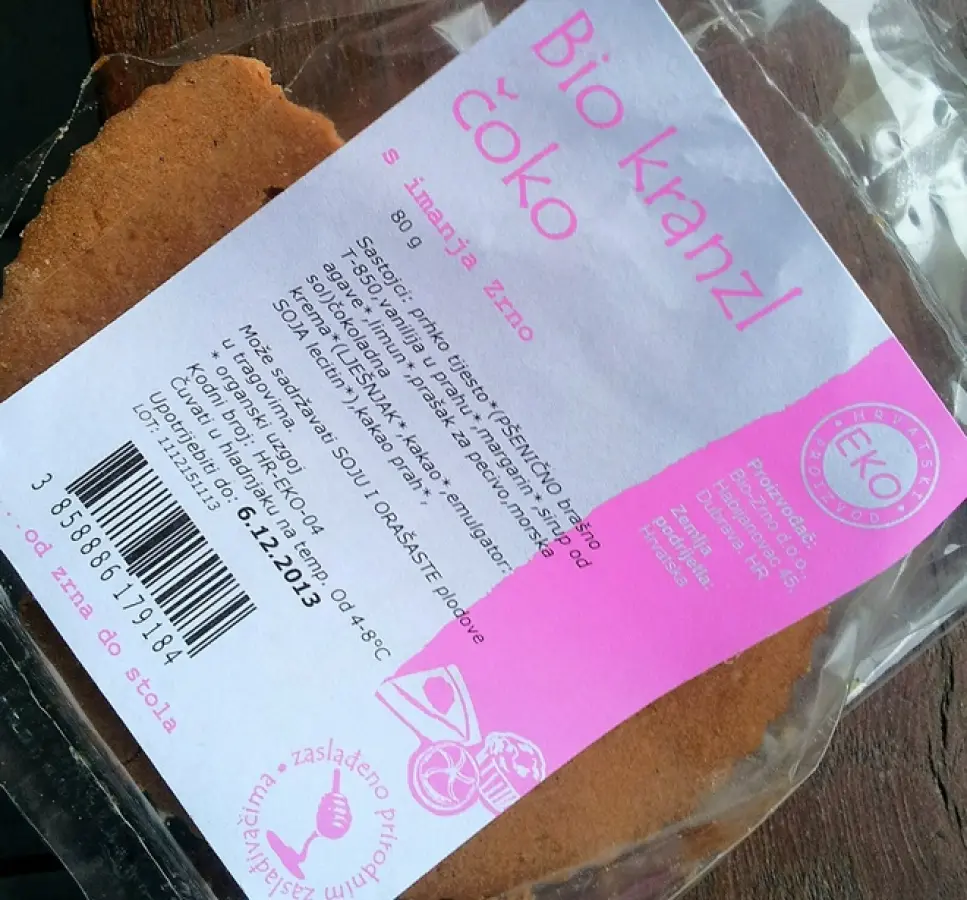 Bio kranzl
čoko
s imanja Zrno
80 g
Sastojci: prhko tijesto*(PŠENIČNO brašno
T-850,vanilija u prahu*,margarin*,sirup od
agave*,limun*,prašak za pecivo,morska
sol)čokoladna
krema*(LJEŠNJAK*,kakao*,emulgator:
SOJA lecitin*),kakao prah*,
Može sadržavati SOJU I ORAŠASTE plodove
u tragovima.
* organski uzgoj
Kodni broj: HR-EKO-04
Čuvati u hladnjaku na temp. Od 4-8°C
Upotrijebiti do: 6.12.2013
LOT: 111215113
3 858886 179184
...od zrna do stola
HRVATSKI • EKO • PROIZVOD
Proizvođač:
Bio-Zrno d.o.o.,
Habijanovac 45,
Dubrava, HR
Zemlja
podrijetla:
Hrvatska
zaslađeno prirodnim zaslađivačima